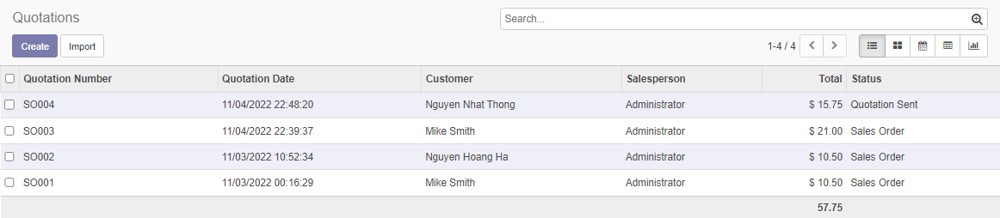 Quotations
Search...
Create Import
1-4 / 4
Quotation Number Quotation Date Customer Salesperson Total Status
SO004 11/04/2022 22:48:20 Nguyen Nhat Thong Administrator $ 15.75 Quotation Sent
SO003 11/04/2022 22:39:37 Mike Smith Administrator $ 21.00 Sales Order
SO002 11/03/2022 10:52:34 Nguyen Hoang Ha Administrator $ 10.50 Sales Order
SO001 11/03/2022 00:16:29 Mike Smith Administrator $ 10.50 Sales Order
57.75